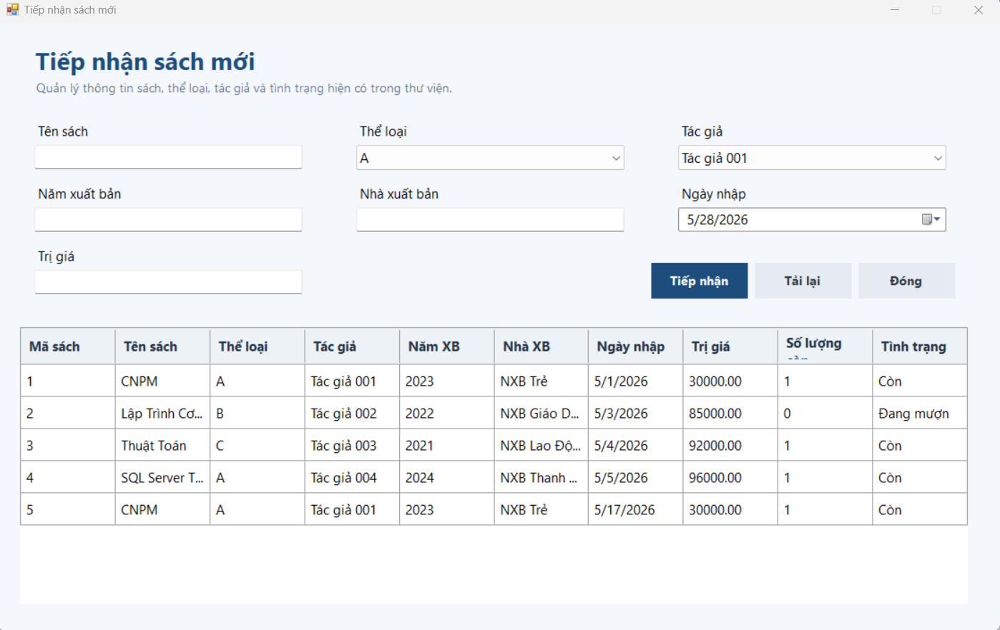 Tiếp nhận sách mới
Tiếp nhận sách mới
Quản lý thông tin sách, thể loại, tác giả và tình trạng hiện có trong thư viện.
Tên sách
Thể loại
Tác giả
A
Tác giả 001
Năm xuất bản
Nhà xuất bản
Ngày nhập
5/28/2026
Trị giá
Tiếp nhận
Tải lại
Đóng
Mã sách Tên sách Thể loại Tác giả Năm XB Nhà XB Ngày nhập Trị giá Số lượng Tình trạng
1 CNPM A Tác giả 001 2023 NXB Trẻ 5/1/2026 30000.00 1 Còn
2 Lập Trình Cơ... B Tác giả 002 2022 NXB Giáo D... 5/3/2026 85000.00 0 Đang mượn
3 Thuật Toán C Tác giả 003 2021 NXB Lao Độ... 5/4/2026 92000.00 1 Còn
4 SQL Server T... A Tác giả 004 2024 NXB Thanh ... 5/5/2026 96000.00 1 Còn
5 CNPM A Tác giả 001 2023 NXB Trẻ 5/17/2026 30000.00 1 Còn